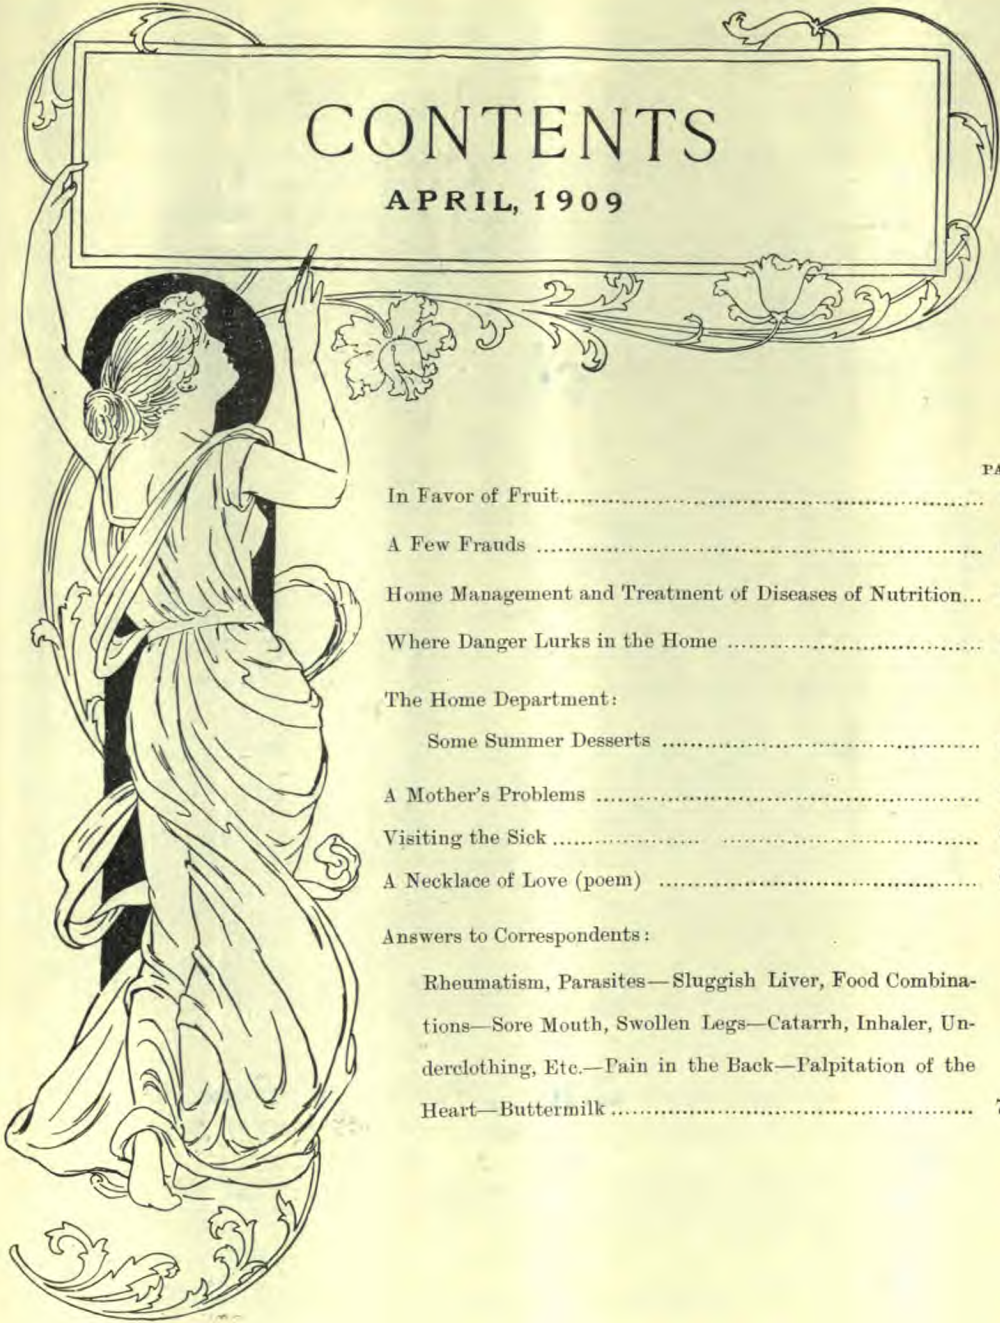 CONTENTS
APRIL, 1909
In Favor of Fruit
A Few Frauds
Home Management and Treatment of Diseases of Nutrition...
Where Danger Lurks in the Home
The Home Department:
Some Summer Desserts
A Mother's Problems
Visiting the Sick
A Necklace of Love (poem)
Answers to Correspondents:
Rheumatism, Parasites—Sluggish Liver, Food Combina-
tions—Sore Mouth, Swollen Legs—Catarrh, Inhaler, Un-
derclothing, Etc.—Pain in the Back—Palpitation of the
Heart—Buttermilk